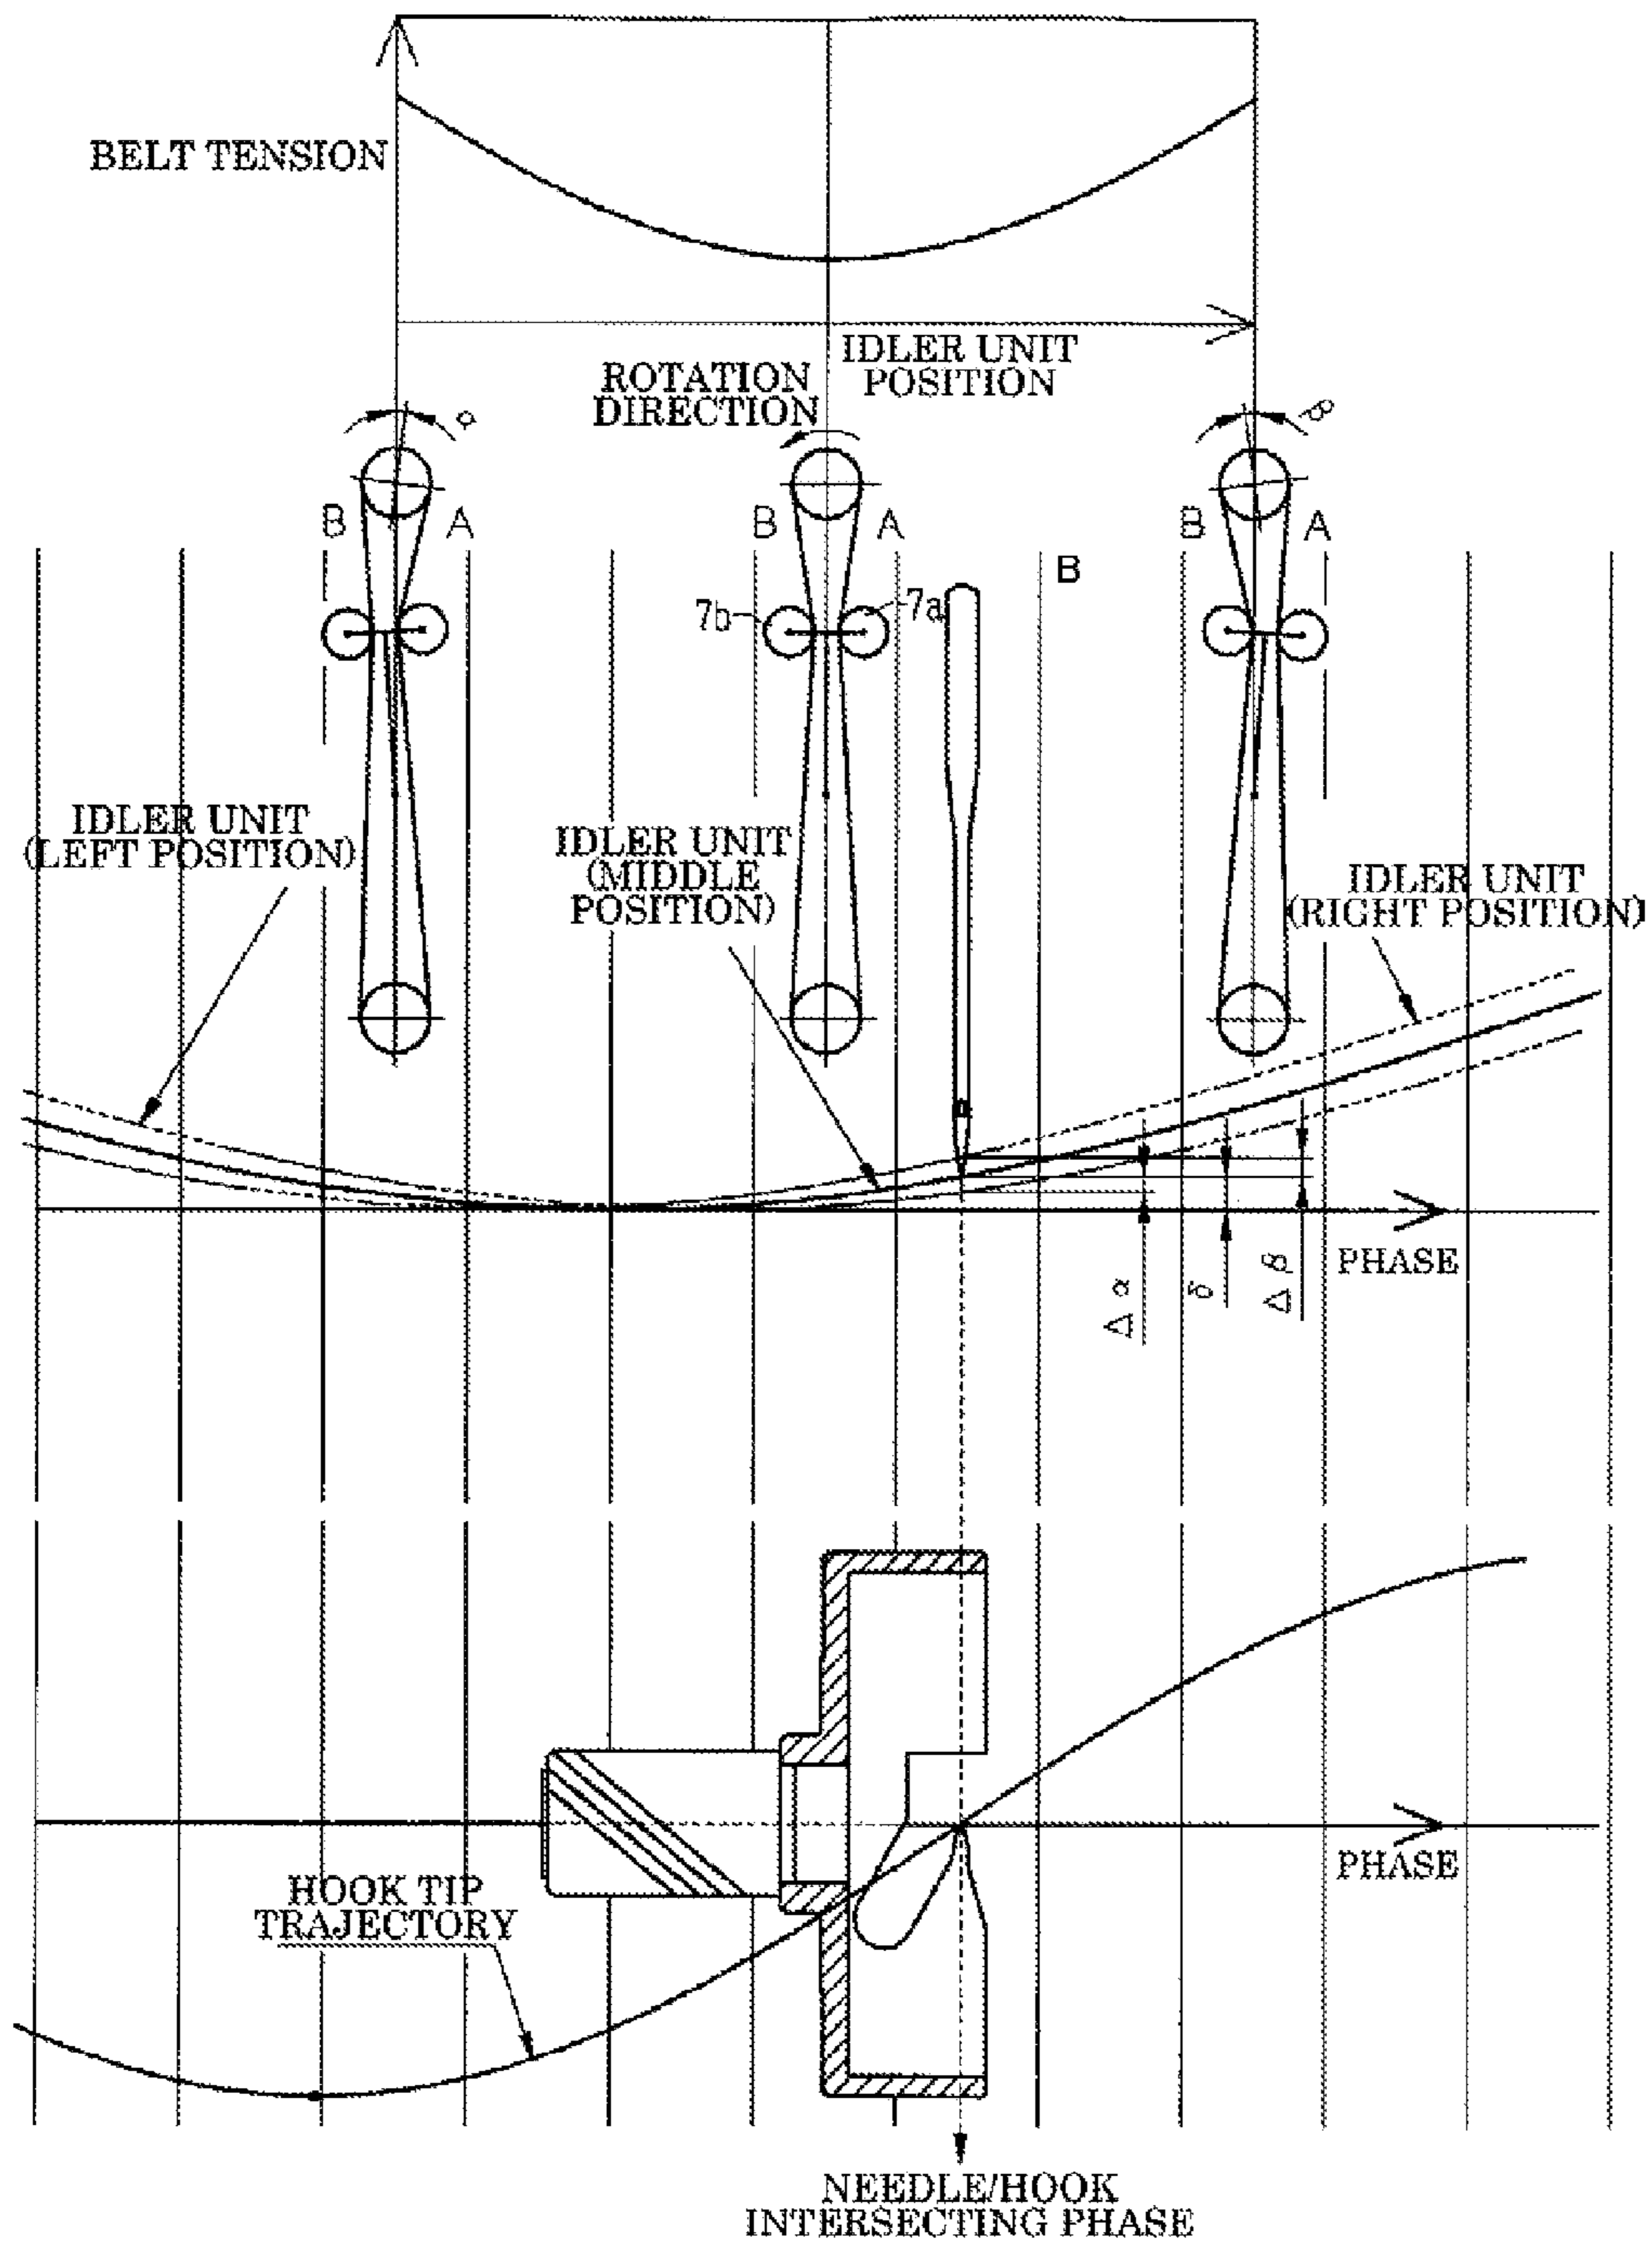 BELT TENSION
IDLER UNIT
POSITION
ROTATION
DIRECTION
α
β
B
A
B
A
B
A
B
7b
7a
IDLER UNIT
(LEFT POSITION)
IDLER UNIT
(MIDDLE
POSITION)
IDLER UNIT
(RIGHT POSITION)
PHASE
Δα
δ
Δβ
PHASE
HOOK TIP
TRAJECTORY
NEEDLE/HOOK
INTERSECTING PHASE